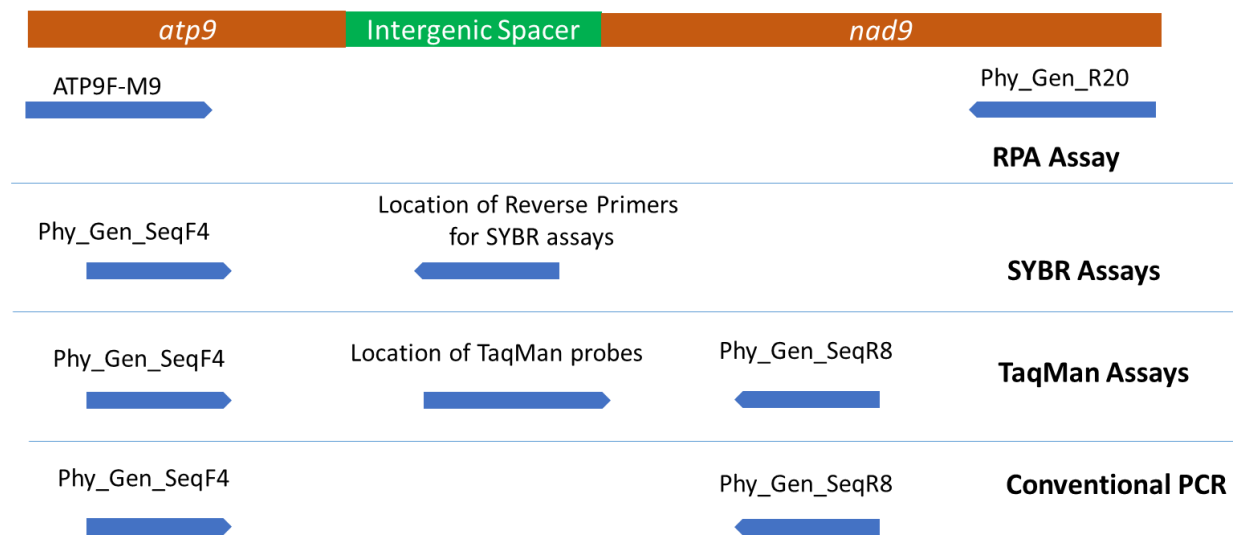 atp9 Intergenic Spacer nad9
ATP9F-M9 Phy_Gen_R20
RPA Assay
Location of Reverse Primers
for SYBR assays
Phy_Gen_SeqF4
SYBR Assays
Phy_Gen_SeqF4 Location of TaqMan probes Phy_Gen_SeqR8
TaqMan Assays
Phy_Gen_SeqF4 Phy_Gen_SeqR8
Conventional PCR